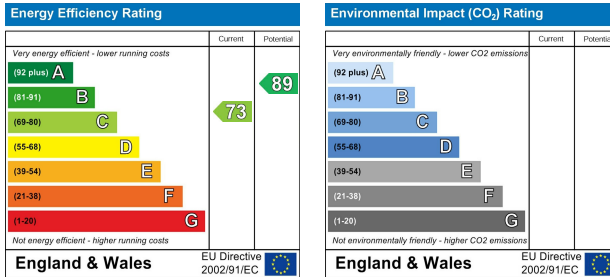 Energy Efficiency Rating
Current Potential
Very energy efficient - lower running costs
(92 plus) A
(81-91) B
(69-80) C
(55-68) D
(39-54) E
(21-38) F
(1-20) G
73
89
Not energy efficient - higher running costs
England & Wales
EU Directive
2002/91/EC
Environmental Impact (CO₂) Rating
Current Potential
Very environmentally friendly - lower CO2 emissions
(92 plus) A
(81-91) B
(69-80) C
(55-68) D
(39-54) E
(21-38) F
(1-20) G
Not environmentally friendly - higher CO2 emissions
England & Wales
EU Directive
2002/91/EC